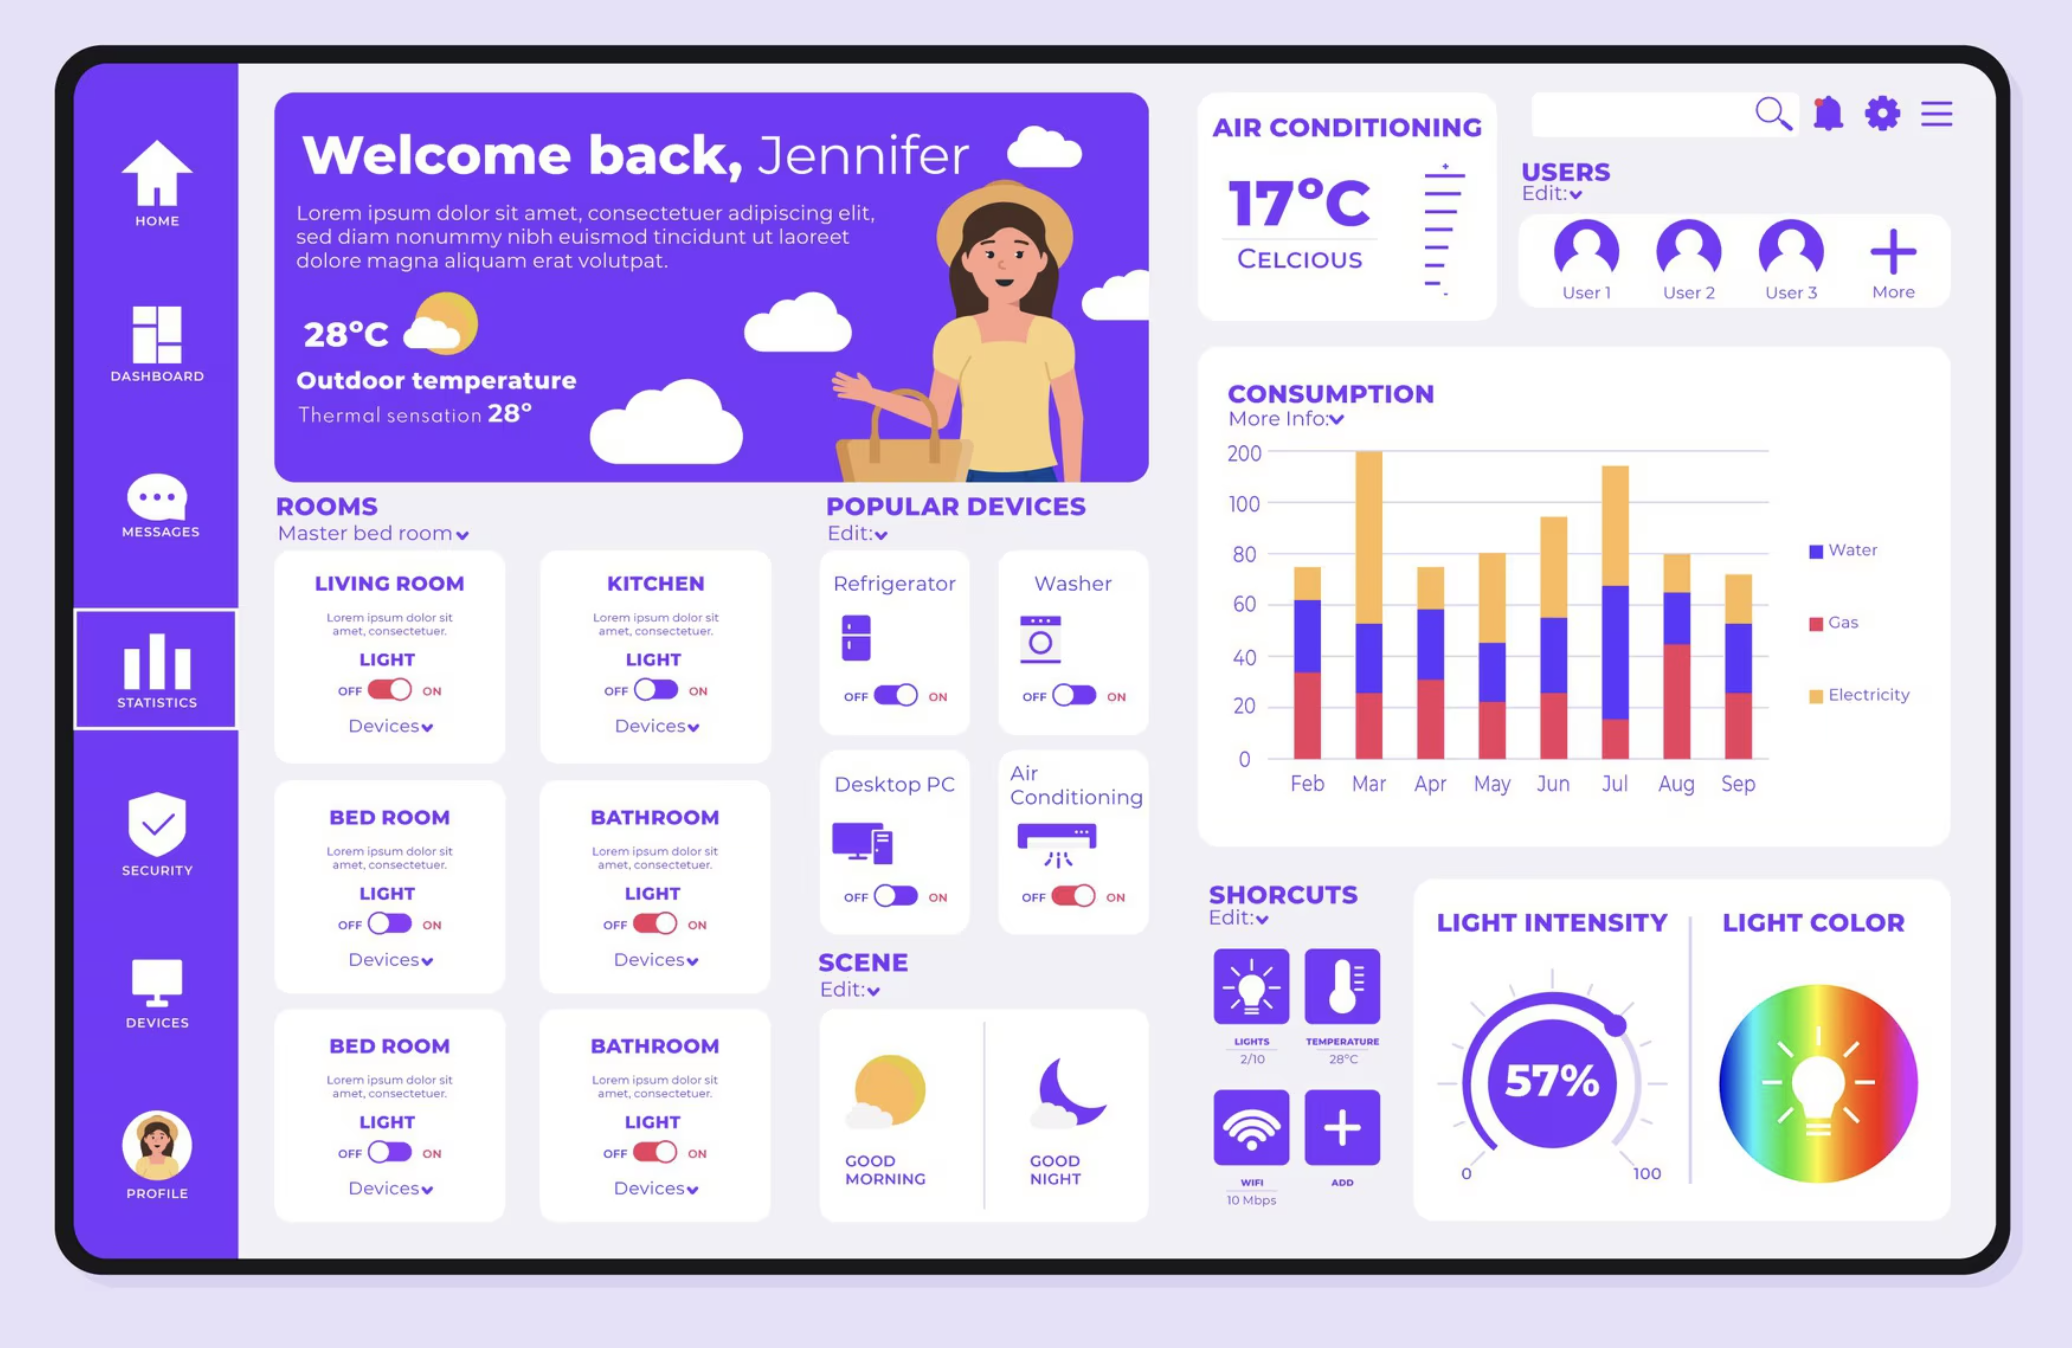 HOME
DASHBOARD
MESSAGES
STATISTICS
SECURITY
DEVICES
PROFILE
Welcome back, Jennifer
Lorem ipsum dolor sit amet, consectetuer adipiscing elit,
sed diam nonummy nibh euismod tincidunt ut laoreet
dolore magna aliquam erat volutpat.
28°C
Outdoor temperature
Thermal sensation 28°
ROOMS
Master bed room
LIVING ROOM
Lorem ipsum dolor sit
amet, consectetuer.
LIGHT
OFF ON
Devices
KITCHEN
Lorem ipsum dolor sit
amet, consectetuer.
LIGHT
OFF ON
Devices
BED ROOM
Lorem ipsum dolor sit
amet, consectetuer.
LIGHT
OFF ON
Devices
BATHROOM
Lorem ipsum dolor sit
amet, consectetuer.
LIGHT
OFF ON
Devices
BED ROOM
Lorem ipsum dolor sit
amet, consectetuer.
LIGHT
OFF ON
Devices
BATHROOM
Lorem ipsum dolor sit
amet, consectetuer.
LIGHT
OFF ON
Devices
POPULAR DEVICES
Edit:
Refrigerator
OFF ON
Washer
OFF ON
Desktop PC
OFF ON
Air
Conditioning
OFF ON
SCENE
Edit:
GOOD
MORNING
GOOD
NIGHT
AIR CONDITIONING
17°C
CELCIOUS
+
-
USERS
Edit:
User 1
User 2
User 3
More
CONSUMPTION
More Info:
200
100
80
60
40
20
0
Feb Mar Apr May Jun Jul Aug Sep
Water
Gas
Electricity
SHORCUTS
Edit:
LIGHTS
2/10
TEMPERATURE
28°C
WIFI
10 Mbps
ADD
LIGHT INTENSITY
57%
0
100
LIGHT COLOR